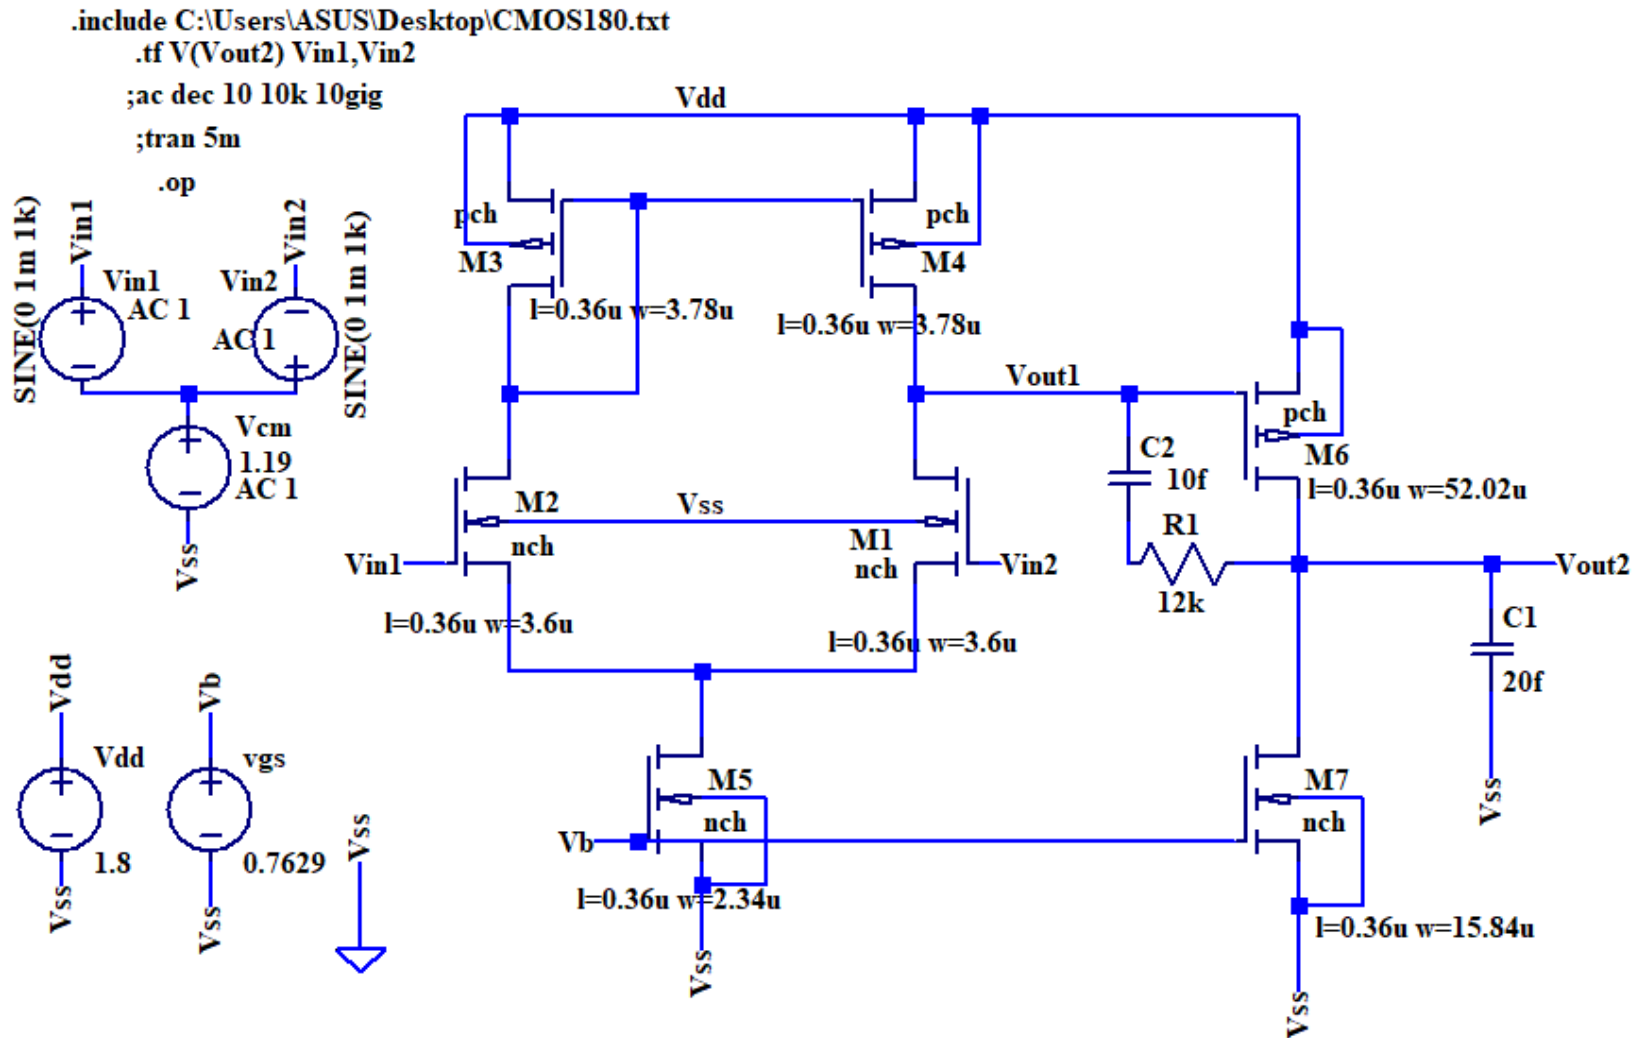 .include C:\Users\ASUS\Desktop\CMOS180.txt
.tf V(Vout2) Vin1,Vin2
;ac dec 10 10k 10gig
;tran 5m
.op
Vdd
SINE(0 1m 1k)
Vin1
Vin1
AC 1
Vin2
Vin2
AC 1
SINE(0 1m 1k)
Vcm
1.19
AC 1
Vss
pch
M3
l=0.36u w=3.78u
pch
M4
l=0.36u w=3.78u
Vout1
pch
M6
l=0.36u w=52.02u
C2
10f
R1
12k
M2
nch
Vss
M1
nch
Vin1
Vin2
l=0.36u w=3.6u
l=0.36u w=3.6u
Vout2
C1
20f
Vss
Vdd
Vdd
1.8
Vss
Vb
vgs
0.7629
Vss
Vss
M5
nch
Vb
l=0.36u w=2.34u
Vss
M7
nch
l=0.36u w=15.84u
Vss